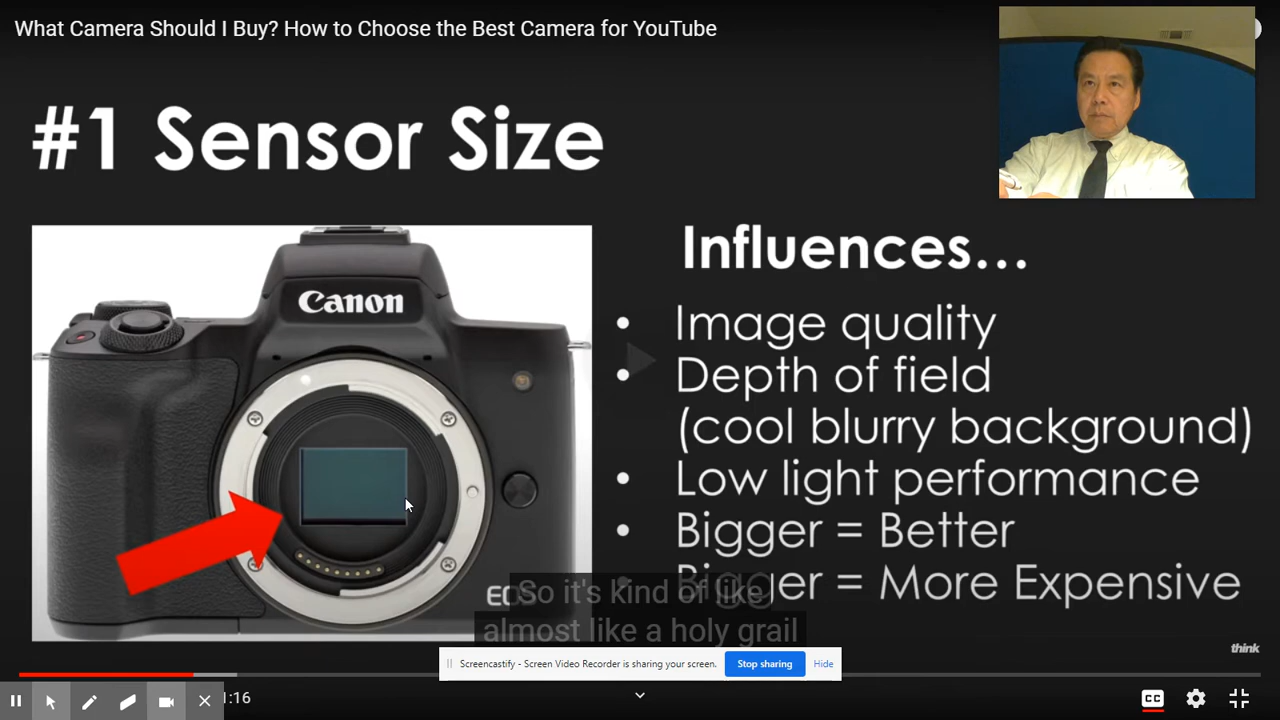 What Camera Should I Buy? How to Choose the Best Camera for YouTube
#1 Sensor Size
Canon
Influences...
• Image quality
• Depth of field
(cool blurry background)
• Low light performance
• Bigger = Better
• Bigger = More Expensive
So it's kind of like
almost like a holy grail
think
Screencastify - Screen Video Recorder is sharing your screen.
Stop sharing
Hide
1:16
CC